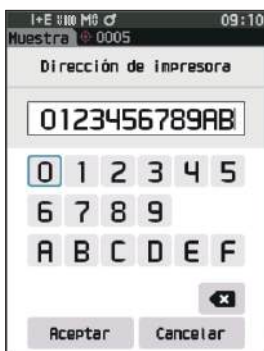 I+E 100 M0 09:10
Muestra 0005
Dirección de impresora
0123456789AB
0 1 2 3 4 5
6 7 8 9
A B C D E F
Aceptar Cancelar